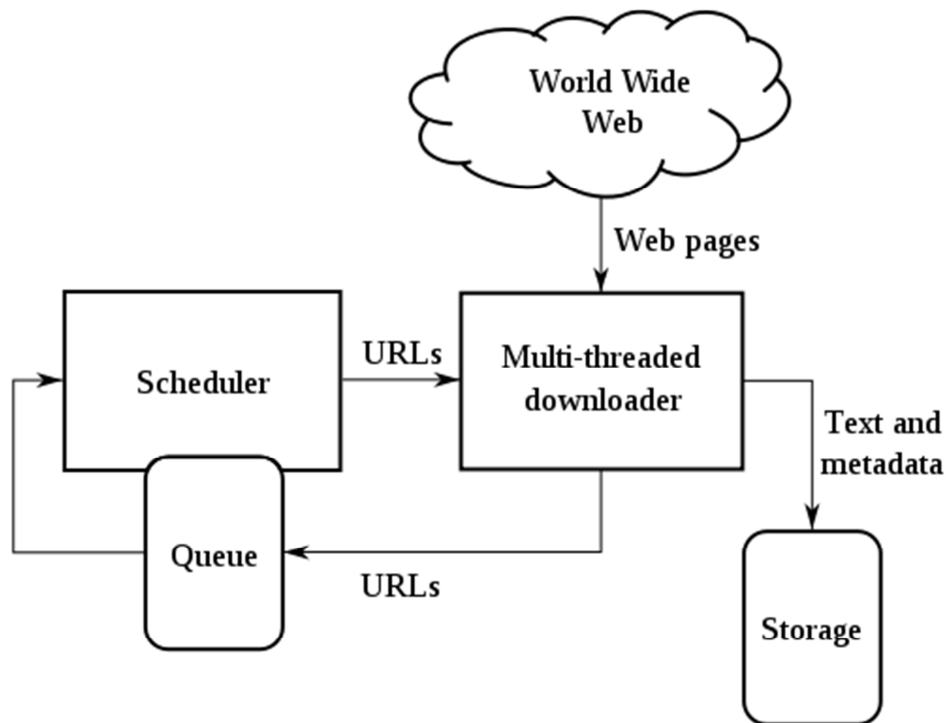 World Wide
Web
Web pages
URLs
Multi-threaded
downloader
Scheduler
Text and
metadata
Queue
URLs
Storage